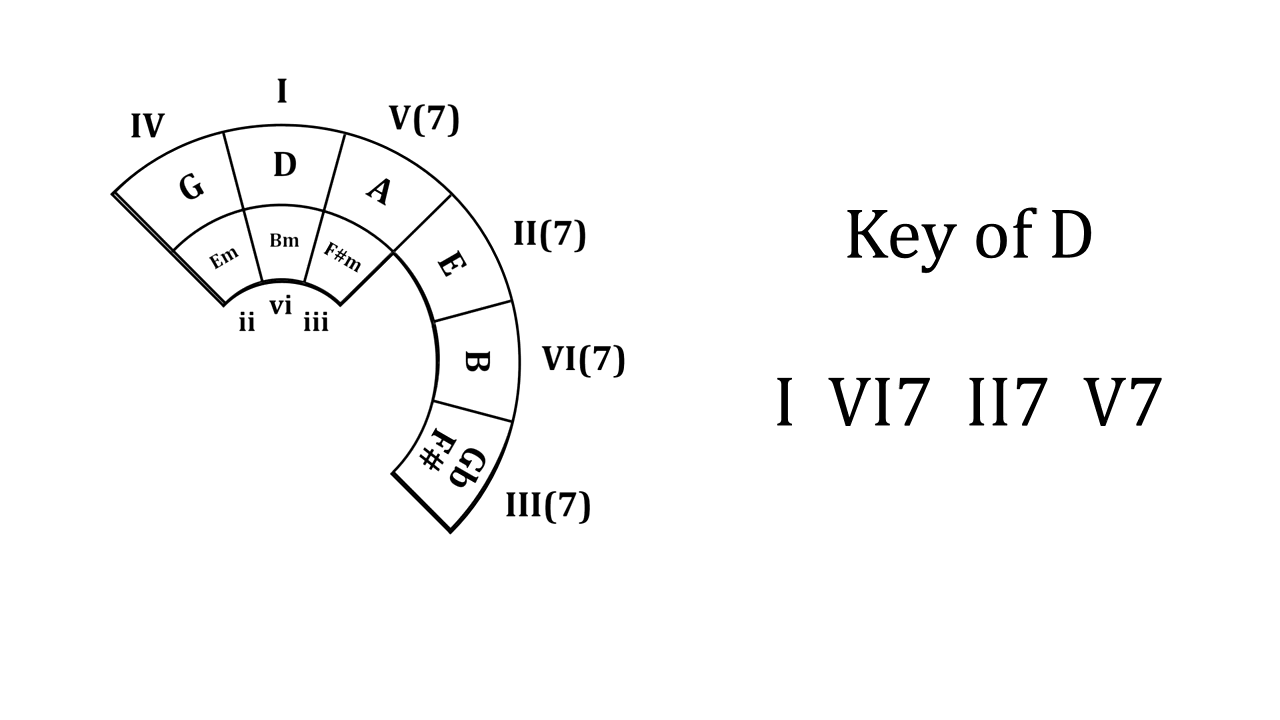 I
IV
V(7)
G
D
A
II(7)
Em
Bm
F#m
E
ii
vi
iii
B
VI(7)
Gb
F#
III(7)
Key of D
I VI7 II7 V7